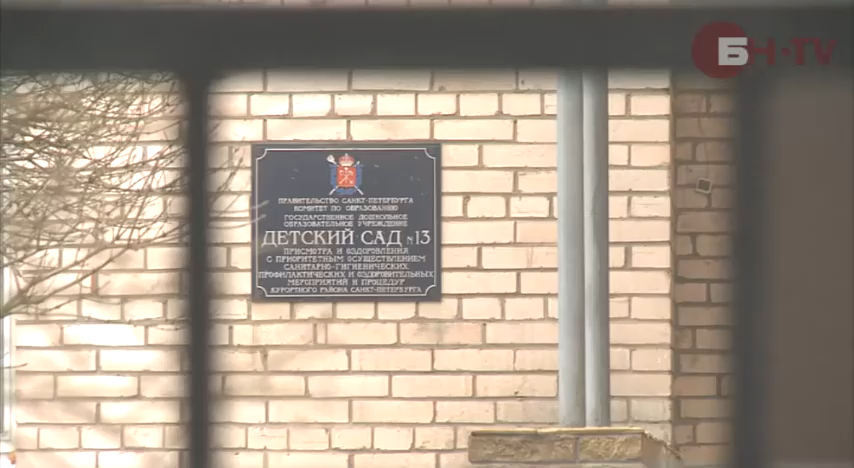 БН·TV
ПРАВИТЕЛЬСТВО САНКТ-ПЕТЕРБУРГА
КОМИТЕТ ПО ОБРАЗОВАНИЮ
ГОСУДАРСТВЕННОЕ ДОШКОЛЬНОЕ
ОБРАЗОВАТЕЛЬНОЕ УЧРЕЖДЕНИЕ
ДЕТСКИЙ САД №13
ПРИСМОТРА И ОЗДОРОВЛЕНИЯ
С ПРИОРИТЕТНЫМ ОСУЩЕСТВЛЕНИЕМ
САНИТАРНО-ГИГИЕНИЧЕСКИХ,
ПРОФИЛАКТИЧЕСКИХ И ОЗДОРОВИТЕЛЬНЫХ
МЕРОПРИЯТИЙ И ПРОЦЕДУР
КУРОРТНОГО РАЙОНА САНКТ-ПЕТЕРБУРГА